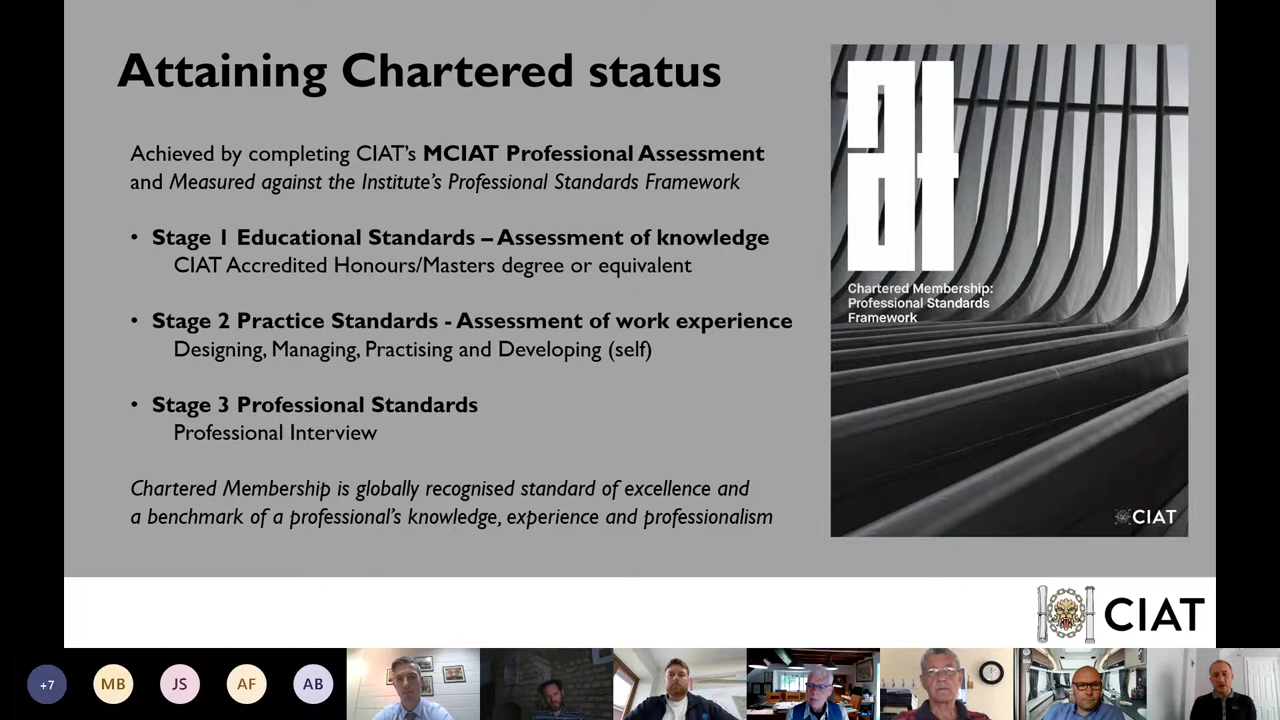 Attaining Chartered status
Achieved by completing CIAT's MCIAT Professional Assessment
and Measured against the Institute's Professional Standards Framework
• Stage 1 Educational Standards – Assessment of knowledge
CIAT Accredited Honours/Masters degree or equivalent
• Stage 2 Practice Standards - Assessment of work experience
Designing, Managing, Practising and Developing (self)
• Stage 3 Professional Standards
Professional Interview
Chartered Membership is globally recognised standard of excellence and
a benchmark of a professional's knowledge, experience and professionalism
at
Chartered Membership:
Professional Standards
Framework
CIAT
CIAT
+7
MB
JS
AF
AB